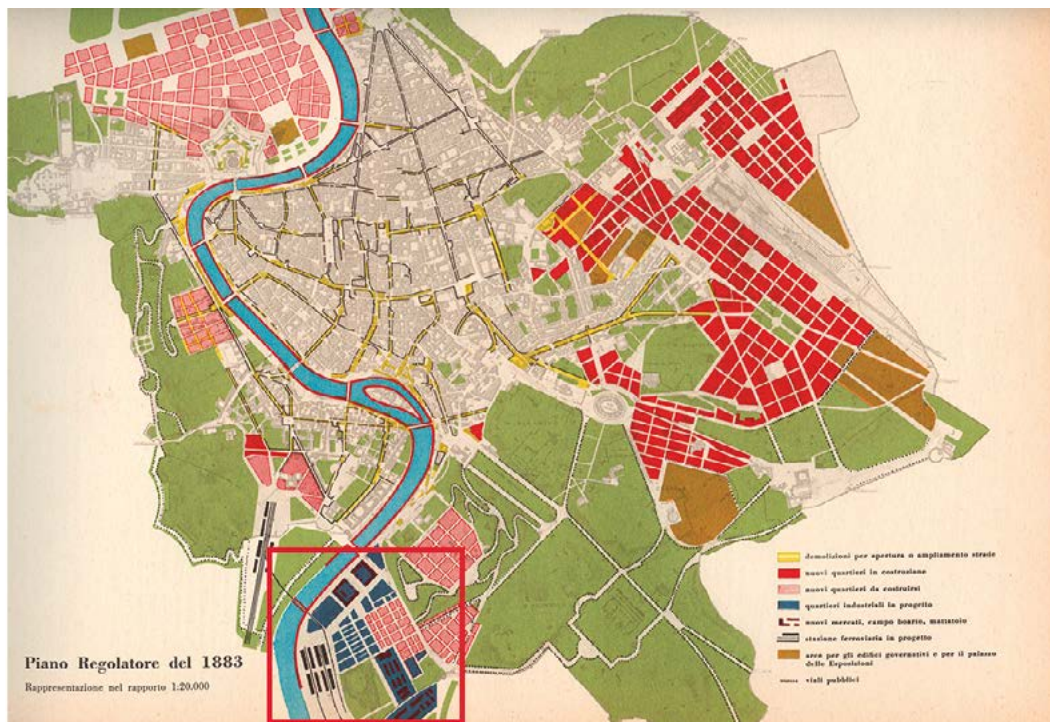 Piano Regolatore del 1883
Rappresentazione nel rapporto 1:20.000
demolizioni per apertura o ampliamento strade
nuovi quartieri in costruzione
nuovi quartieri da costruirsi
quartieri industriali in progetto
nuovi mercati, campo boario, mattatoio
stazione ferroviaria in progetto
area per gli edifici governativi e per il palazzo
delle Esposizioni
viali pubblici